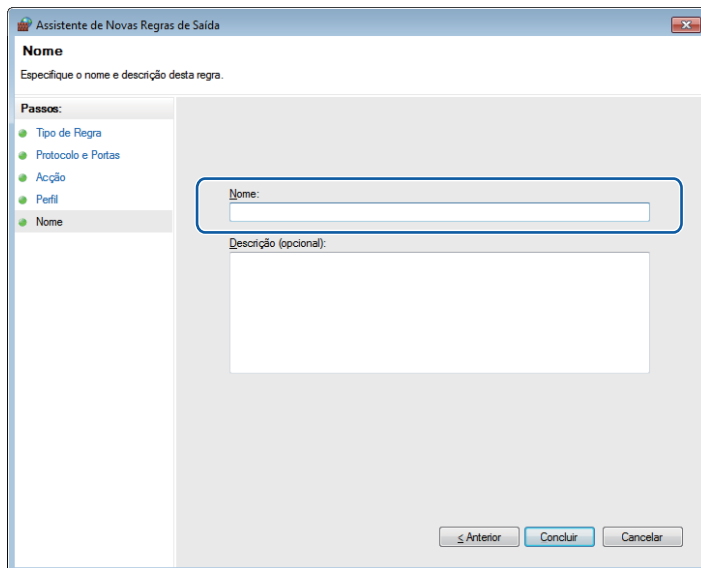 Assistente de Novas Regras de Saída
Nome
Especifique o nome e descrição desta regra.
Passos:
Tipo de Regra
Protocolo e Portas
Acção
Perfil
Nome
Nome:
Descrição (opcional):
< Anterior
Concluir
Cancelar